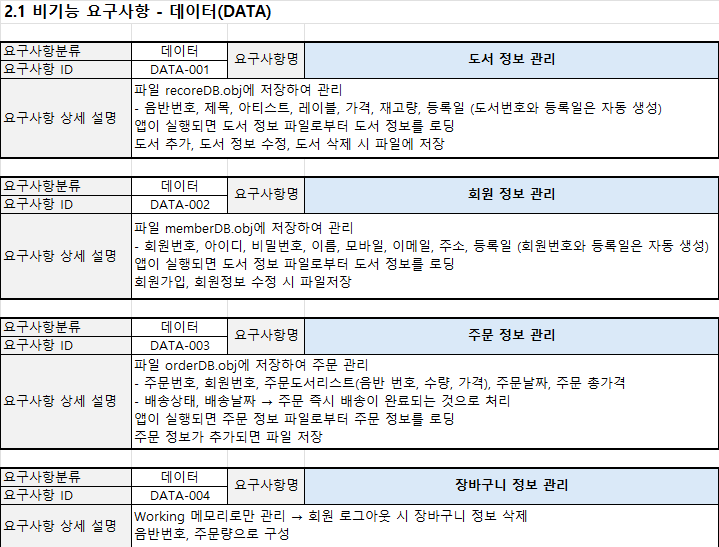 2.1 비기능 요구사항 - 데이터(DATA)
요구사항분류 데이터 요구사항명 도서 정보 관리
요구사항 ID DATA-001
요구사항 상세 설명
파일 recoreDB.obj에 저장하여 관리
- 음반번호, 제목, 아티스트, 레이블, 가격, 재고량, 등록일 (도서번호와 등록일은 자동 생성)
앱이 실행되면 도서 정보 파일로부터 도서 정보를 로딩
도서 추가, 도서 정보 수정, 도서 삭제 시 파일에 저장
요구사항분류 데이터 요구사항명 회원 정보 관리
요구사항 ID DATA-002
요구사항 상세 설명
파일 memberDB.obj에 저장하여 관리
- 회원번호, 아이디, 비밀번호, 이름, 모바일, 이메일, 주소, 등록일 (회원번호와 등록일은 자동 생성)
앱이 실행되면 도서 정보 파일로부터 도서 정보를 로딩
회원가입, 회원정보 수정 시 파일저장
요구사항분류 데이터 요구사항명 주문 정보 관리
요구사항 ID DATA-003
요구사항 상세 설명
파일 orderDB.obj에 저장하여 주문 관리
- 주문번호, 회원번호, 주문도서리스트(음반 번호, 수량, 가격), 주문날짜, 주문 총가격
- 배송상태, 배송날짜 → 주문 즉시 배송이 완료되는 것으로 처리
앱이 실행되면 주문 정보 파일로부터 주문 정보를 로딩
주문 정보가 추가되면 파일 저장
요구사항분류 데이터 요구사항명 장바구니 정보 관리
요구사항 ID DATA-004
요구사항 상세 설명
Working 메모리로만 관리 → 회원 로그아웃 시 장바구니 정보 삭제
음반번호, 주문량으로 구성